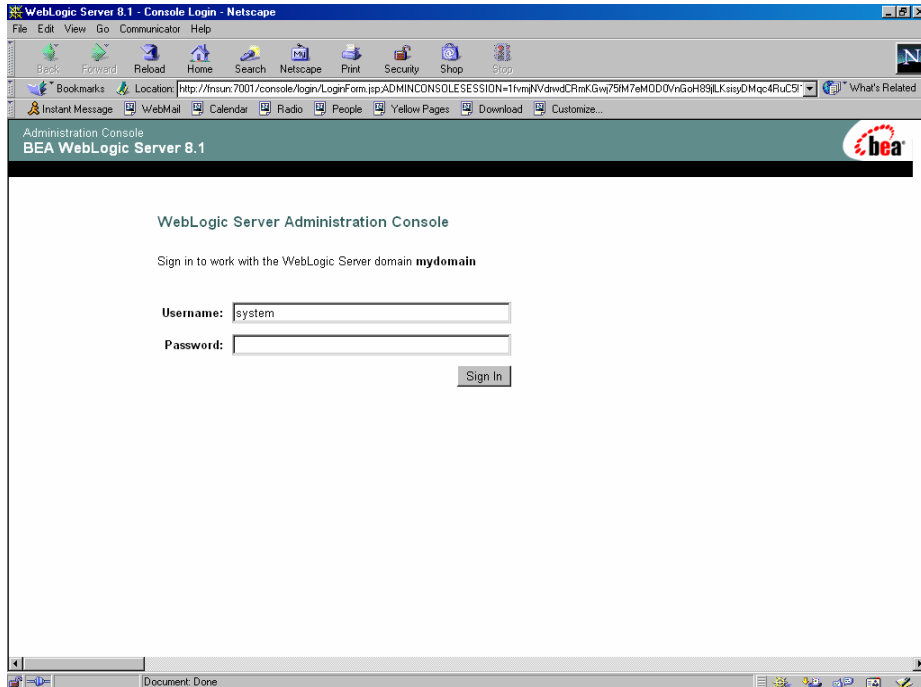 WebLogic Server 8.1 - Console Login - Netscape
File Edit View Go Communicator Help
Back Forward Reload Home Search Netscape Print Security Shop Stop
My
N
Bookmarks Location: http://fnsun:7001/console/login/LoginForm.jsp;ADMINCONSOLESESSION= What's Related
Instant Message WebMail Calendar Radio People Yellow Pages Download Customize...
Administration Console
BEA WebLogic Server 8.1
bea
WebLogic Server Administration Console
Sign in to work with the WebLogic Server domain mydomain
Username: system
Password:
Sign In
Document: Done